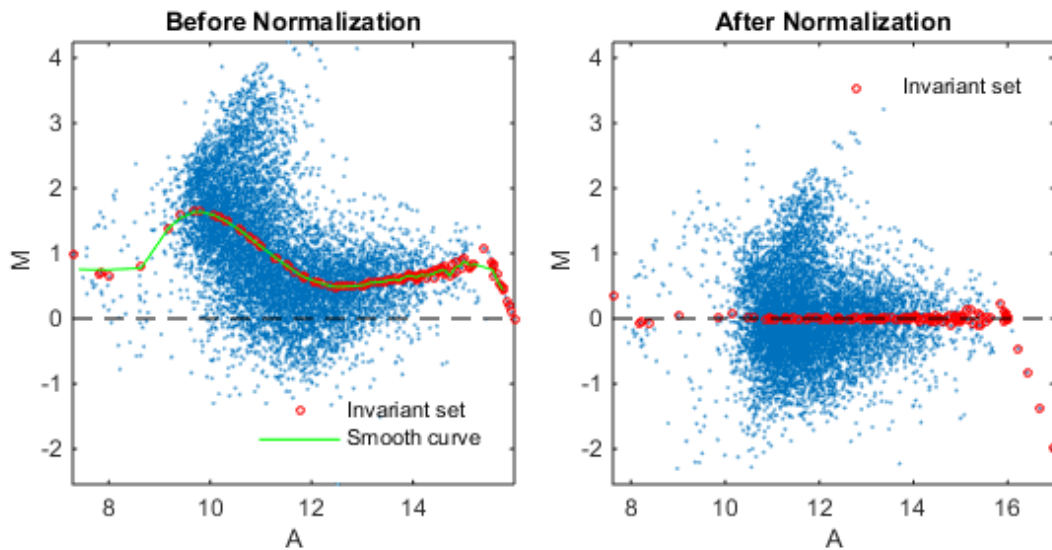 Before Normalization
4
3
2
1
0
-1
-2
M
8
10
12
14
A
Invariant set
Smooth curve
After Normalization
4
3
2
1
0
-1
-2
M
8
10
12
14
16
A
Invariant set